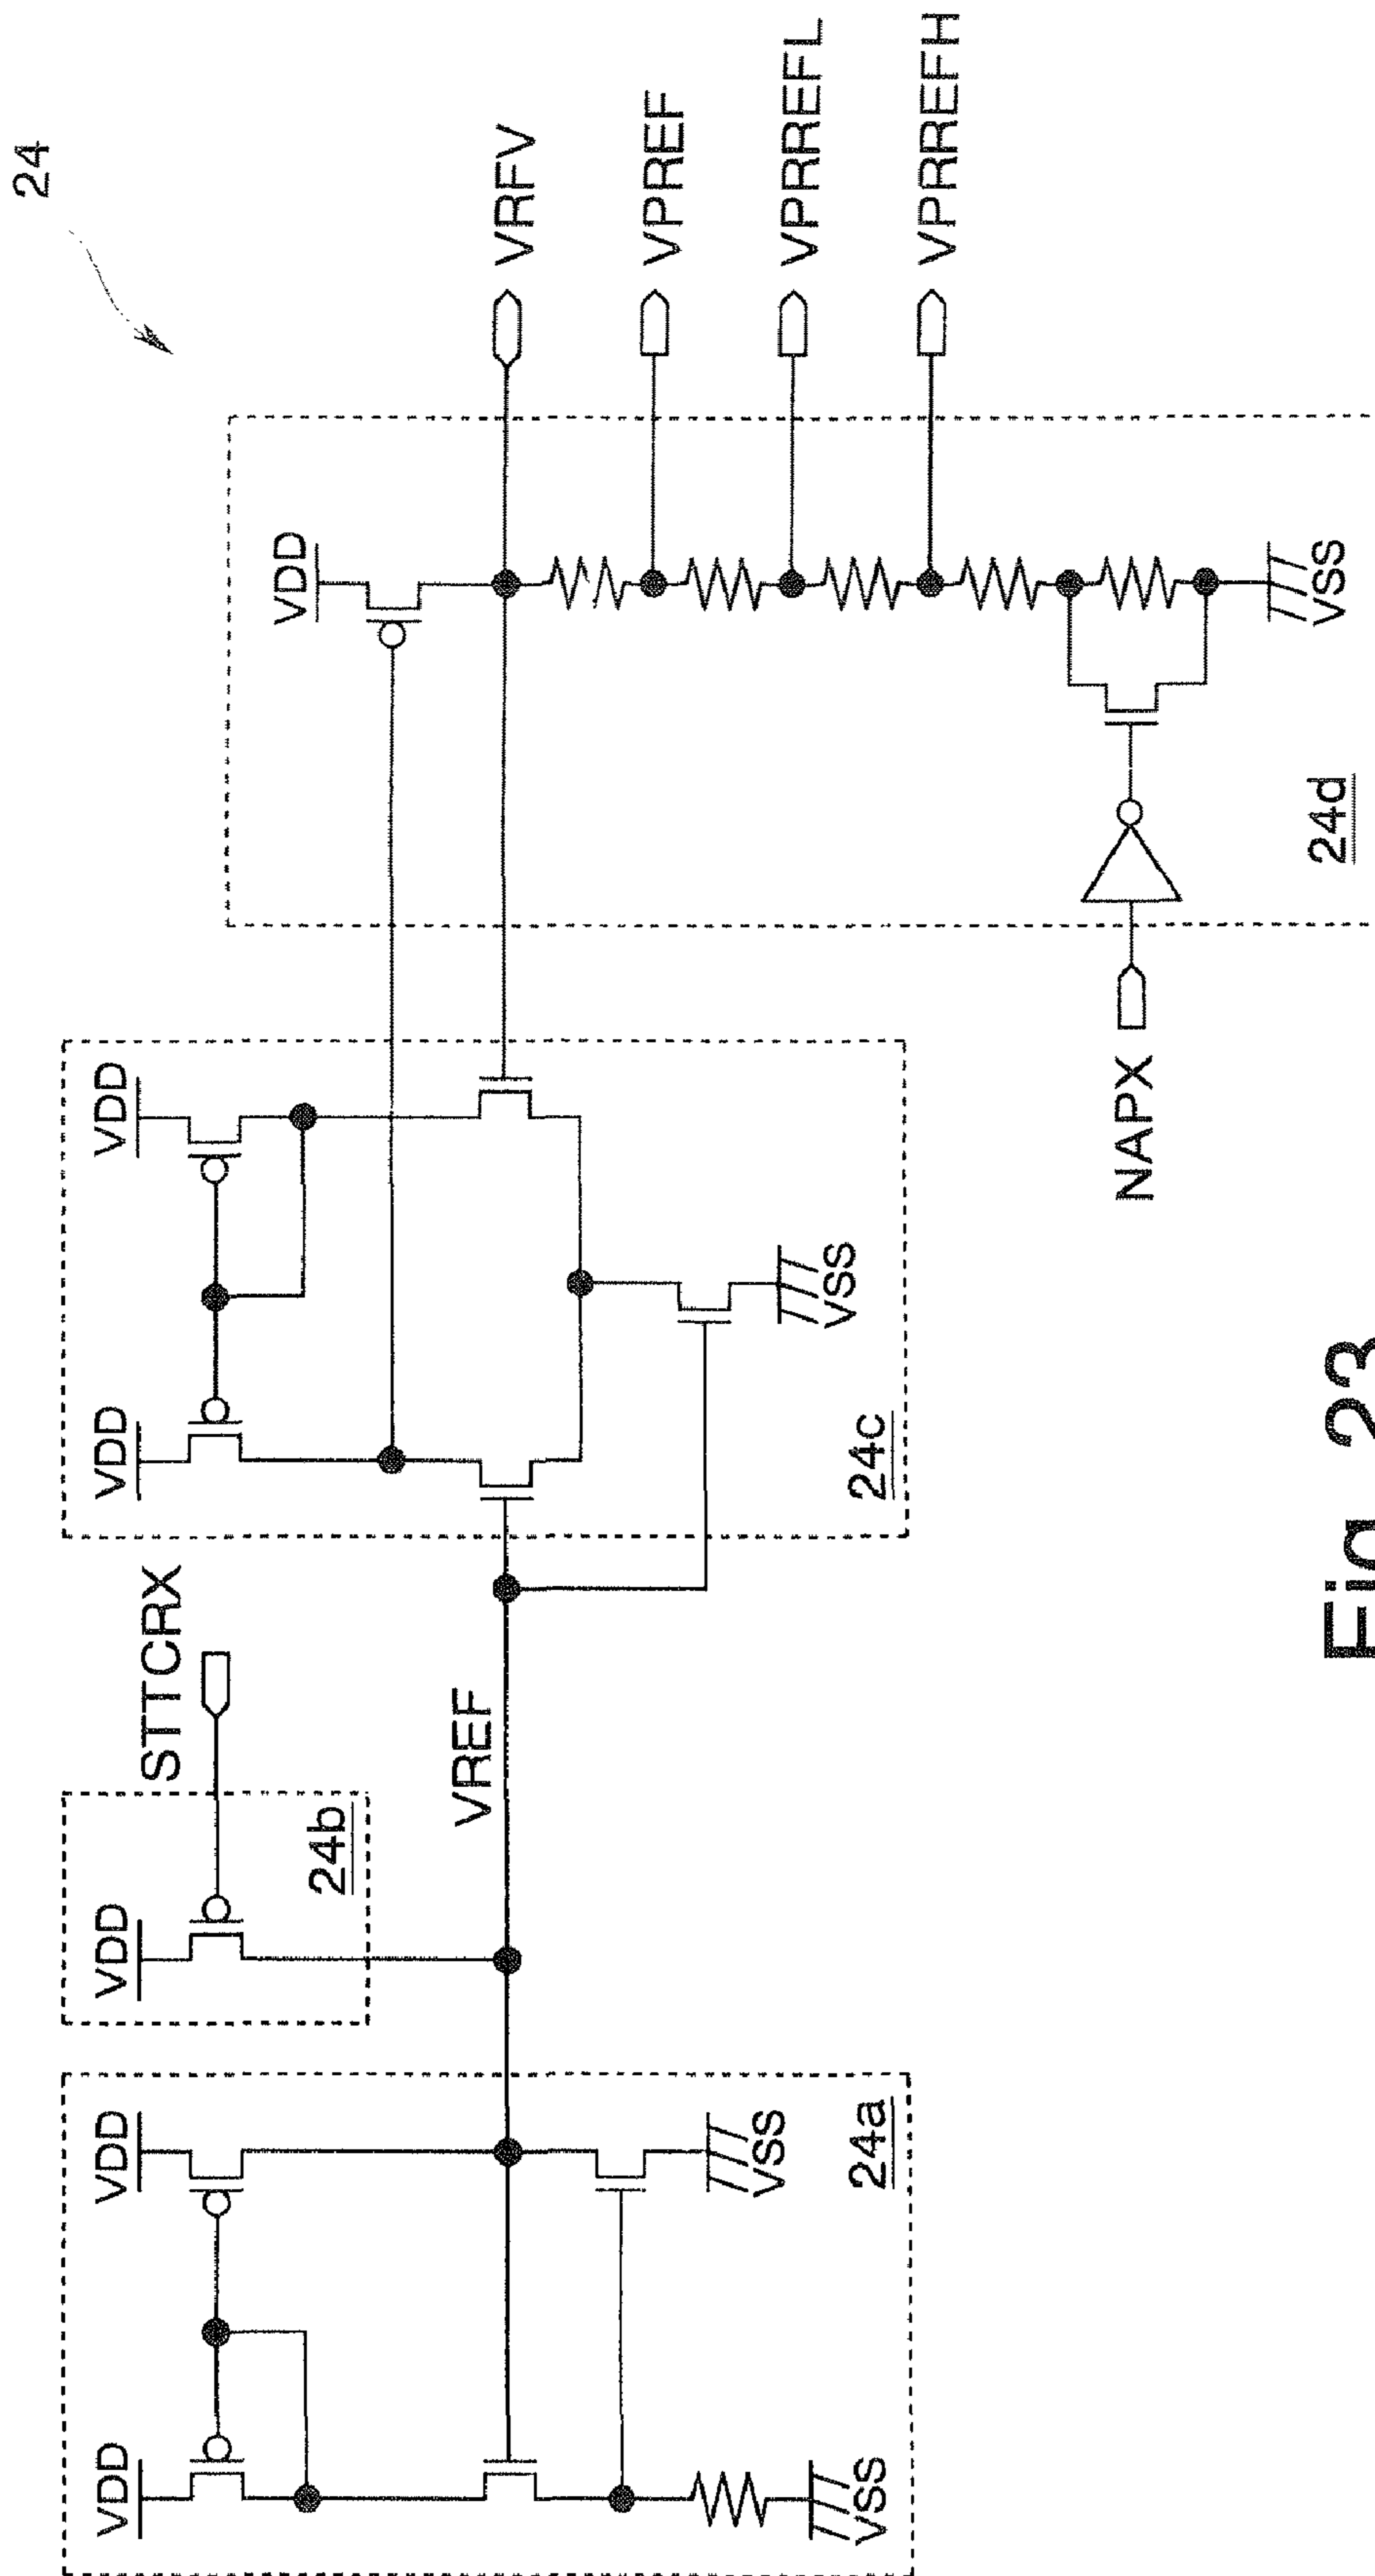 24
VDD
VDD
VDD
STTCRX
VDD
VDD
VDD
VREF
VRFV
VPREF
VPRREFL
VPRREFH
24b
VSS
VSS
24a
VSS
24c
NAPX
24d
VSS
Fig. 23